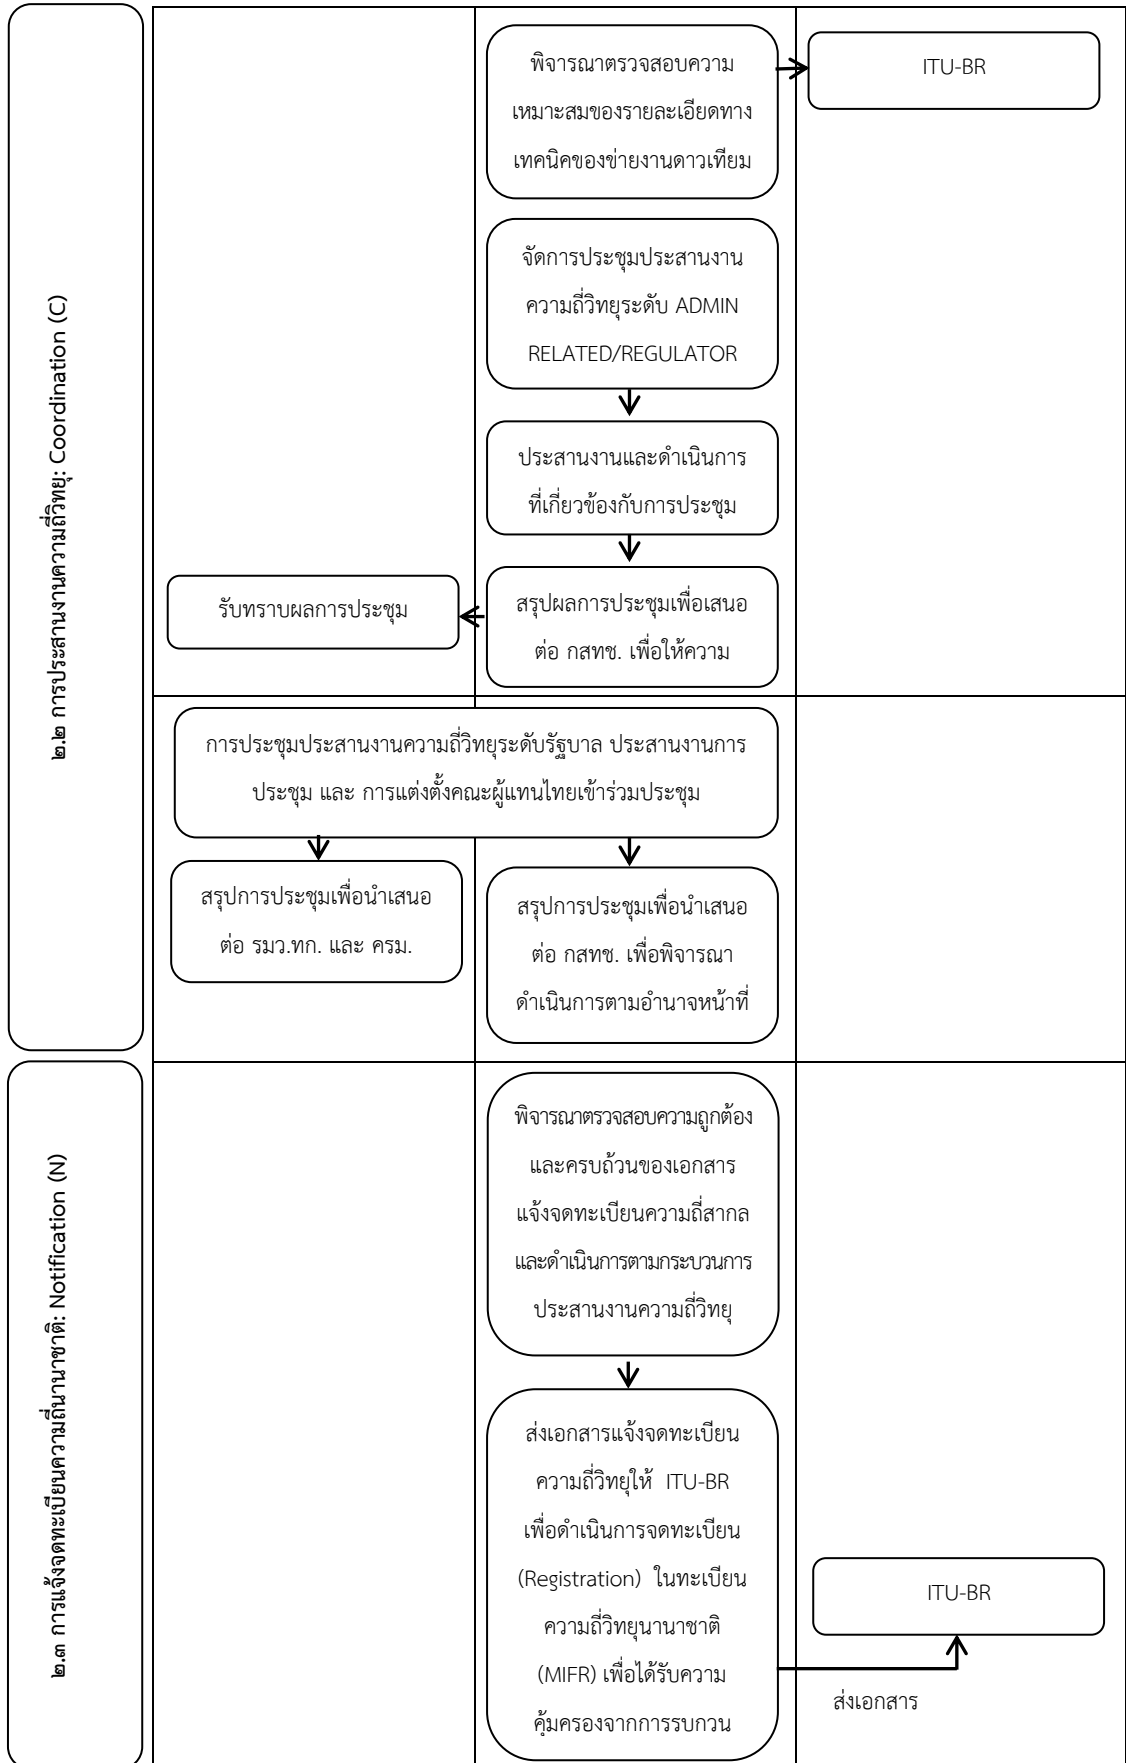 ๒.๒ การประสานงานความถี่วิทยุ: Coordination (C)
พิจารณาตรวจสอบความ
เหมาะสมของรายละเอียดทาง
เทคนิคของข่ายงานดาวเทียม
ITU-BR
จัดการประชุมประสานงาน
ความถี่วิทยุระดับ ADMIN
RELATED/REGULATOR
ประสานงานและดำเนินการ
ที่เกี่ยวข้องกับการประชุม
สรุปผลการประชุมเพื่อเสนอ
ต่อ กสทช. เพื่อให้ความ
รับทราบผลการประชุม
การประชุมประสานงานความถี่วิทยุระดับรัฐบาล ประสานงานการ
ประชุม และ การแต่งตั้งคณะผู้แทนไทยเข้าร่วมประชุม
สรุปการประชุมเพื่อนำเสนอ
ต่อ รมว.ทก. และ ครม.
สรุปการประชุมเพื่อนำเสนอ
ต่อ กสทช. เพื่อพิจารณา
ดำเนินการตามอำนาจหน้าที่
๒.๓ การแจ้งจดทะเบียนความถี่นานาชาติ: Notification (N)
พิจารณาตรวจสอบความถูกต้อง
และครบถ้วนของเอกสาร
แจ้งจดทะเบียนความถี่สากล
และดำเนินการตามกระบวนการ
ประสานงานความถี่วิทยุ
ส่งเอกสารแจ้งจดทะเบียน
ความถี่วิทยุให้ ITU-BR
เพื่อดำเนินการจดทะเบียน
(Registration) ในทะเบียน
ความถี่วิทยุนานาชาติ
(MIFR) เพื่อได้รับความ
คุ้มครองจากการรบกวน
ITU-BR
ส่งเอกสาร